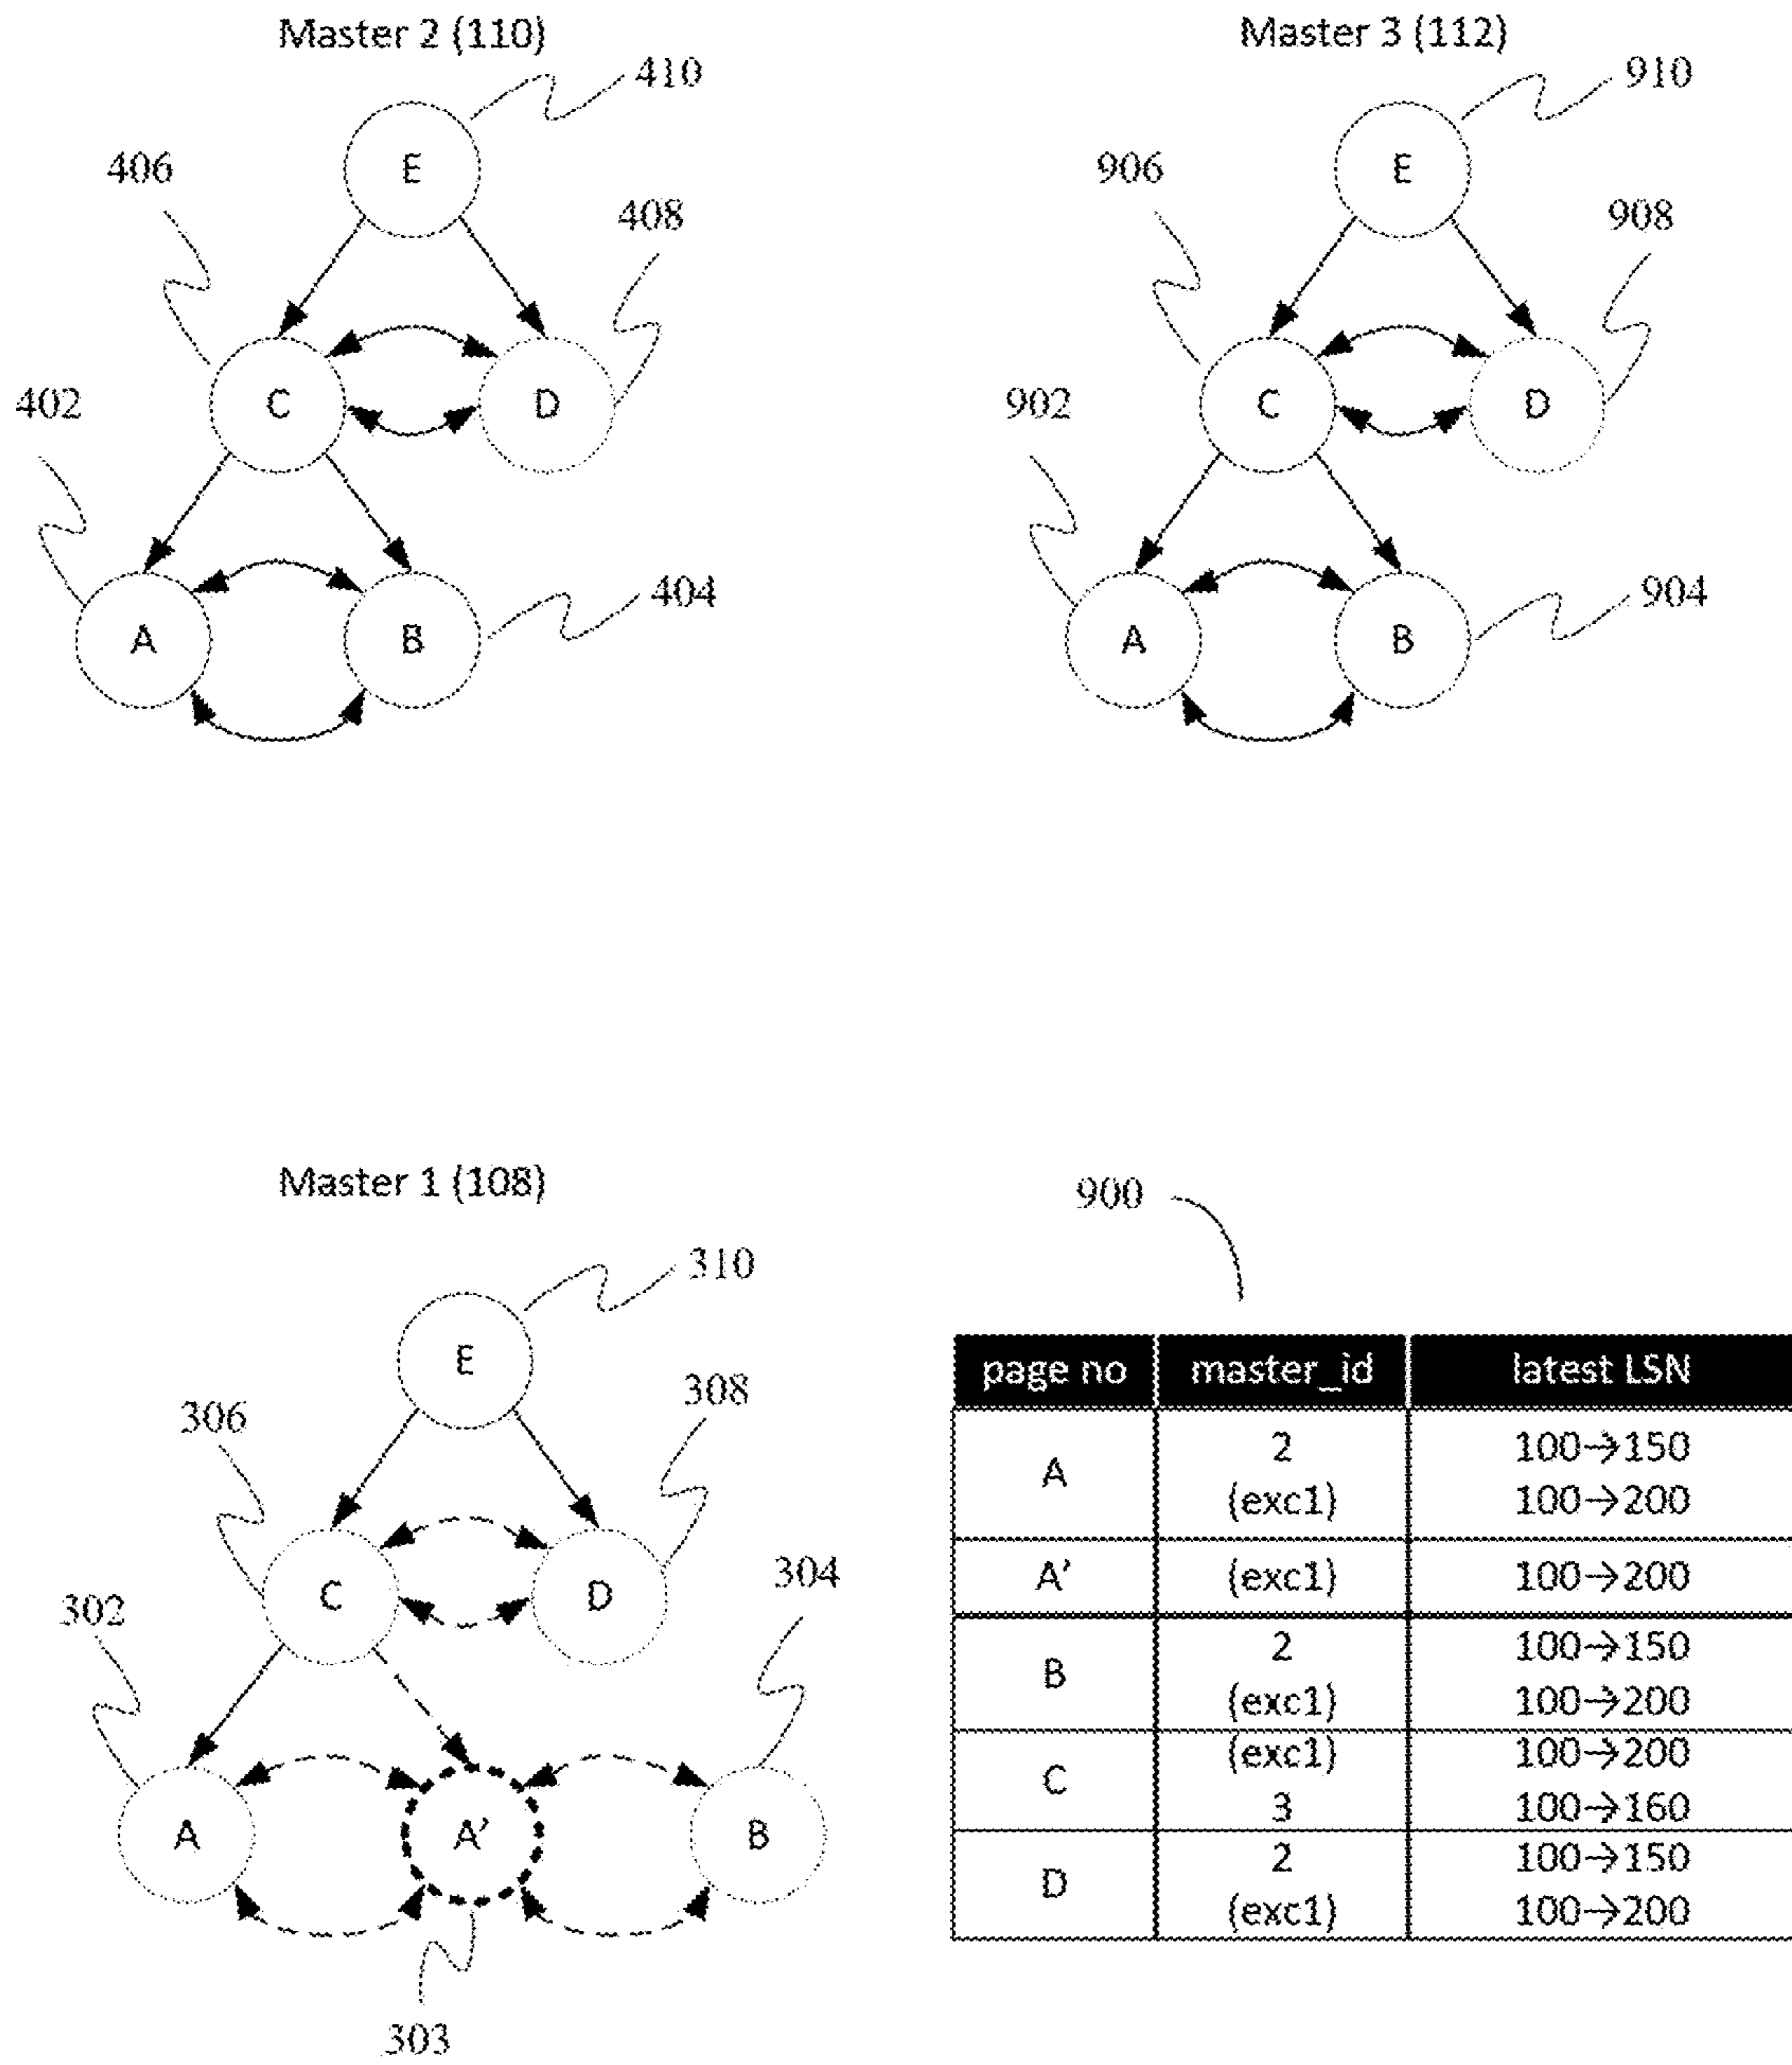 Master 2 (110)
410
E
406
408
C
D
402
A
B
404
Master 3 (112)
910
E
906
908
C
D
902
A
B
904
Master 1 (108)
310
E
306
308
C
D
302
304
A
A'
B
303
900
page no master_id latest LSN
A
2 100→150
(exc1) 100→200
A' (exc1) 100→200
B
2 100→150
(exc1) 100→200
C
(exc1) 100→200
3 100→160
D
2 100→150
(exc1) 100→200